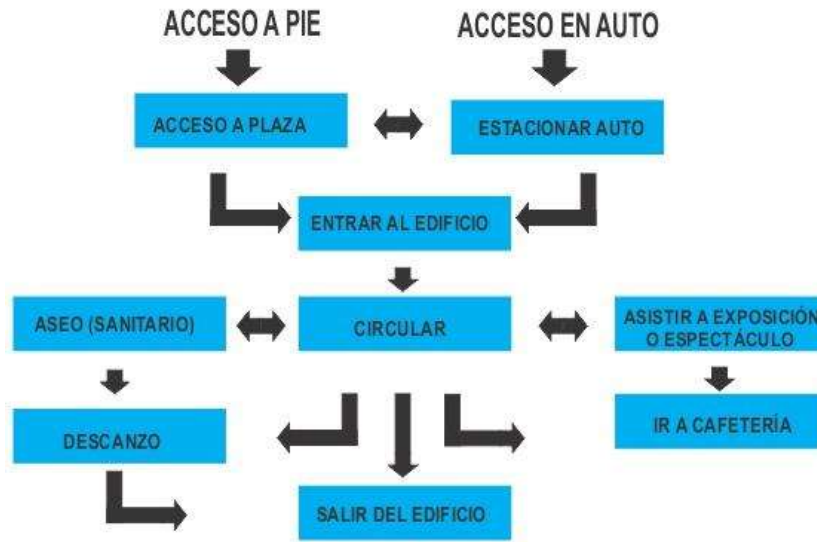 ACCESO A PIE
ACCESO EN AUTO
ACCESO A PLAZA
ESTACIONAR AUTO
ENTRAR AL EDIFICIO
ASEO (SANITARIO)
CIRCULAR
ASISTIR A EXPOSICIÓN
O ESPECTÁCULO
DESCANZO
IR A CAFETERÍA
SALIR DEL EDIFICIO